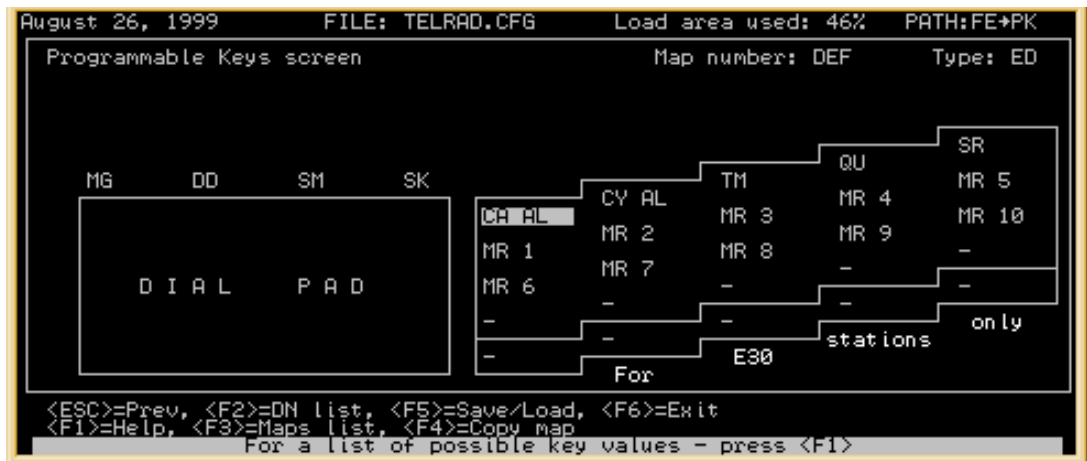 August 26, 1999 FILE: TELRAD.CFG Load area used: 46% PATH:FE→PK
Programmable Keys screen Map number: DEF Type: ED
SR
QU
MG DD SM SK TM MR 5
CY AL MR 4
CA AL MR 3 MR 10
MR 2 MR 9
MR 1 MR 8 -
MR 7 -
DIAL PAD MR 6 - -
- -
- - only
- stations
- E30
For
<ESC>=Prev, <F2>=DN list, <F5>=Save/Load, <F6>=Exit
<F1>=Help, <F3>=Maps list, <F4>=Copy map
For a list of possible key values - press <F1>